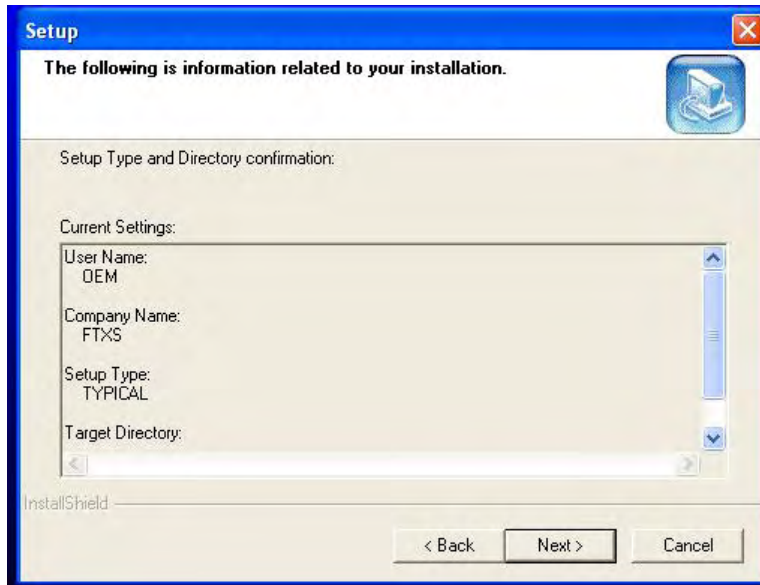 Setup
The following is information related to your installation.
Setup Type and Directory confirmation:
Current Settings:
User Name:
OEM
Company Name:
FTXS
Setup Type:
TYPICAL
Target Directory:
InstallShield
< Back
Next >
Cancel